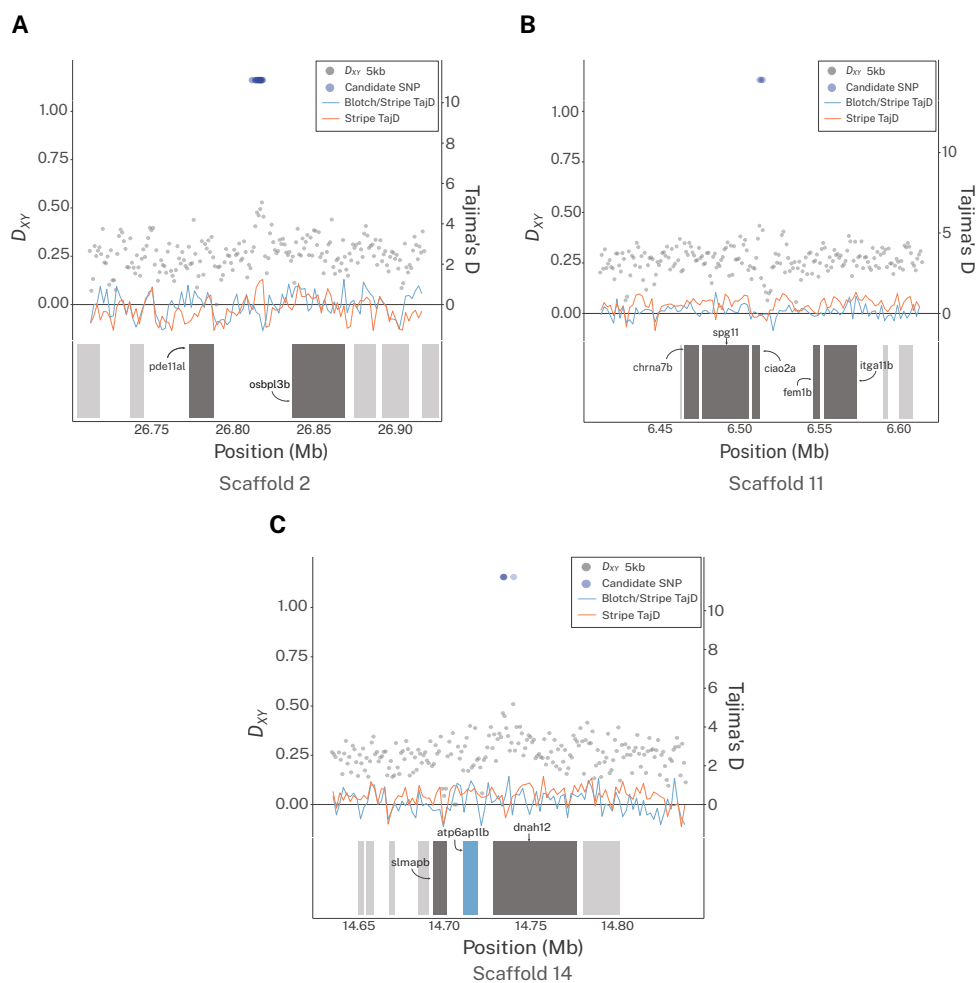 A
D_XY 5kb
Candidate SNP
Blotch/Stripe TajD
Stripe TajD
1.00
0.75
0.50
0.25
0.00
D_XY
10
8
6
4
2
0
Tajima's D
pde11al
osbpl3b
26.75 26.80 26.85 26.90
Position (Mb)
Scaffold 2
B
D_XY 5kb
Candidate SNP
Blotch/Stripe TajD
Stripe TajD
1.00
0.75
0.50
0.25
0.00
D_XY
10
5
0
Tajima's D
spg11
chrna7b
ciao2a
fem1b
itga11b
6.45 6.50 6.55 6.60
Position (Mb)
Scaffold 11
C
D_XY 5kb
Candidate SNP
Blotch/Stripe TajD
Stripe TajD
1.00
0.75
0.50
0.25
0.00
D_XY
10
8
6
4
2
0
Tajima's D
atp6ap1lb
dnah12
slmapb
14.65 14.70 14.75 14.80
Position (Mb)
Scaffold 14